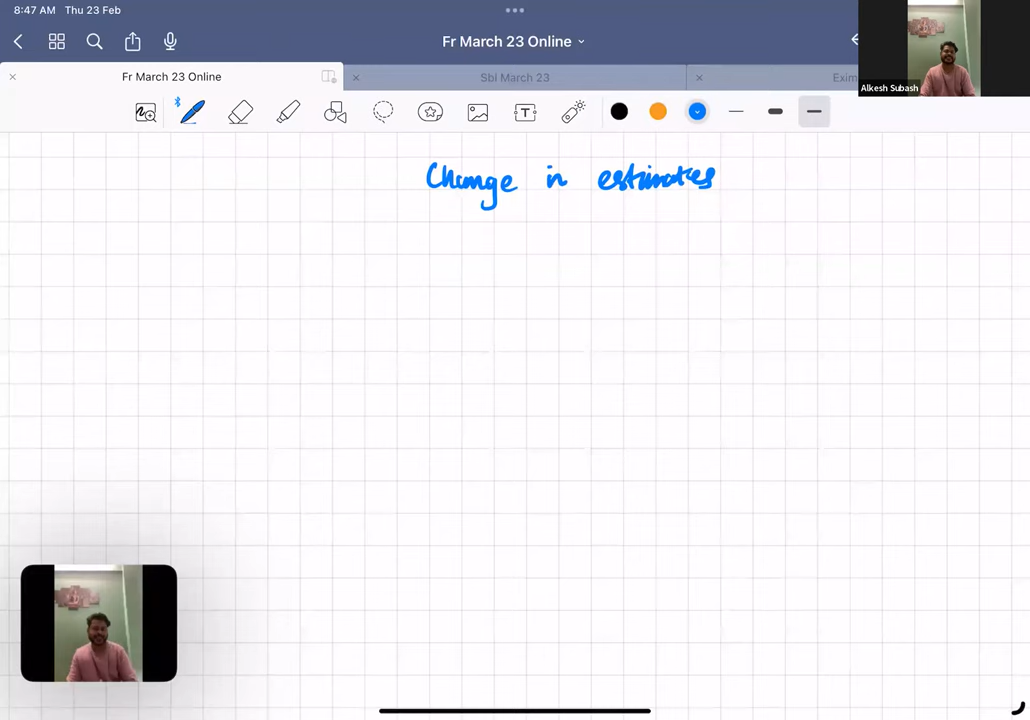 8:47 AM Thu 23 Feb
Fr March 23 Online
Alkesh Subash
Fr March 23 Online
Sbl March 23
Exim
T
Change in estimates